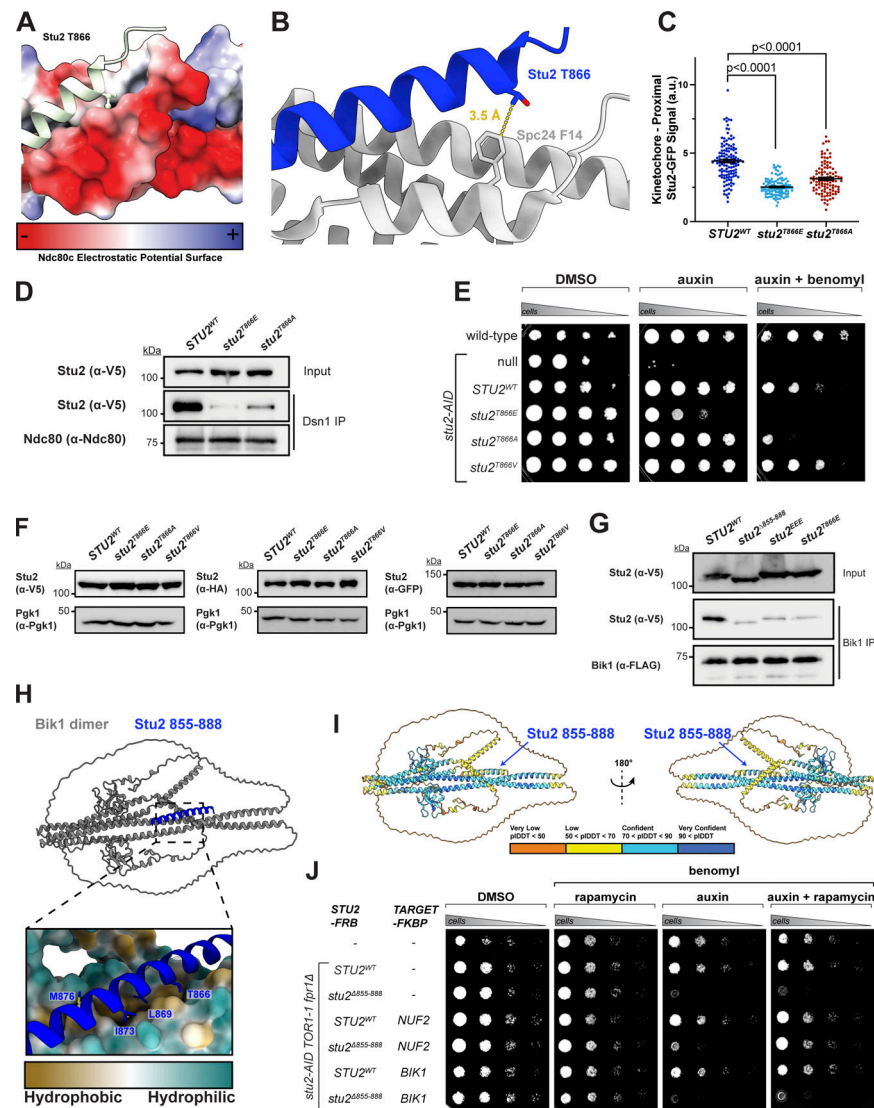 A
Stu2 T866
-
+
Ndc80c Electrostatic Potential Surface
B
Stu2 T866
3.5 Å
Spc24 F14
C
Kinetochore - Proximal
Stu2-GFP Signal (a.u.)
p<0.0001
p<0.0001
10
5
0
STU2WT
stu2T866E
stu2T866A
D
STU2WT
stu2T866E
stu2T866A
kDa
Stu2 (α-V5)
100
Input
Stu2 (α-V5)
100
Ndc80 (α-Ndc80)
75
Dsn1 IP
E
DMSO
auxin
auxin + benomyl
cells
cells
cells
wild-type
null
STU2WT
stu2T866E
stu2T866A
stu2T866V
stu2-AID
F
STU2WT
stu2T866E
stu2T866A
stu2T866V
kDa
Stu2
(α-V5)
100
Pgk1
(α-Pgk1)
50
STU2WT
stu2T866E
stu2T866A
stu2T866V
kDa
Stu2
(α-HA)
100
Pgk1
(α-Pgk1)
50
STU2WT
stu2T866E
stu2T866A
stu2T866V
kDa
Stu2
(α-GFP)
150
Pgk1
(α-Pgk1)
50
G
STU2WT
stu2Δ855-888
stu2EEE
stu2T866E
kDa
Stu2 (α-V5)
100
Input
Stu2 (α-V5)
100
Bik1 (α-FLAG)
75
Bik1 IP
H
Bik1 dimer
Stu2 855-888
M876
I873
L869
T866
Hydrophobic
Hydrophilic
I
Stu2 855-888
180°
Stu2 855-888
Very Low
plDDT < 50
Low
50 < plDDT < 70
Confident
70 < plDDT < 90
Very Confident
90 < plDDT
J
benomyl
STU2
-FRB
TARGET
-FKBP
DMSO
rapamycin
auxin
auxin + rapamycin
cells
cells
cells
cells
- -
STU2WT -
stu2Δ855-888 -
STU2WT NUF2
stu2Δ855-888 NUF2
STU2WT BIK1
stu2Δ855-888 BIK1
stu2-AID TOR1-1 fpr1Δ